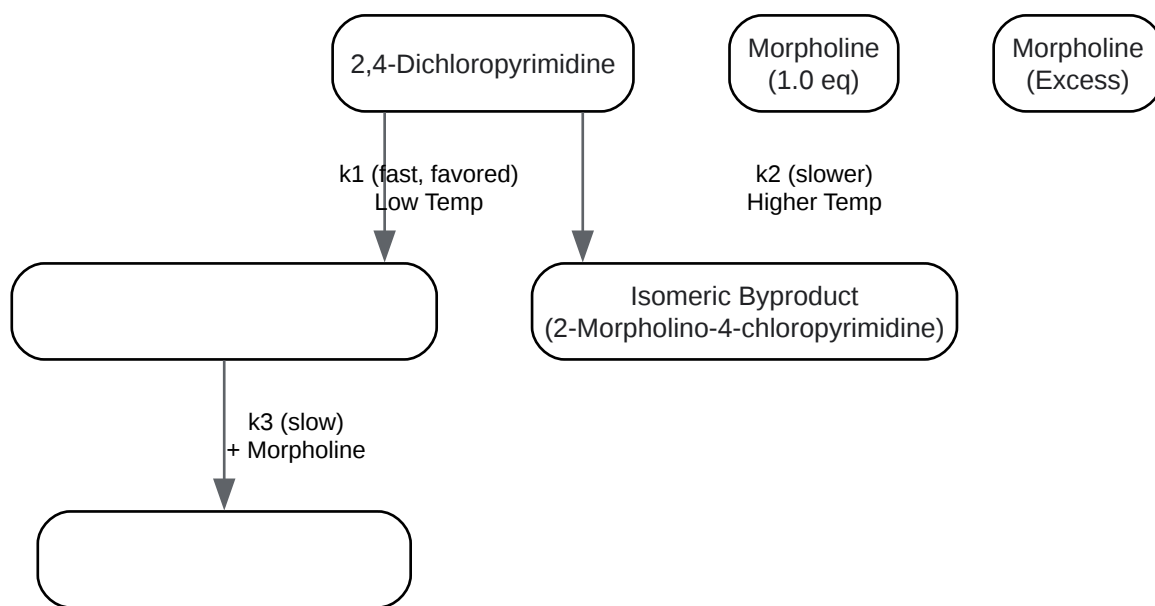 2,4-Dichloropyrimidine
Morpholine
(1.0 eq)
Morpholine
(Excess)
k1 (fast, favored)
Low Temp
k2 (slower)
Higher Temp
Isomeric Byproduct
(2-Morpholino-4-chloropyrimidine)
k3 (slow)
+ Morpholine